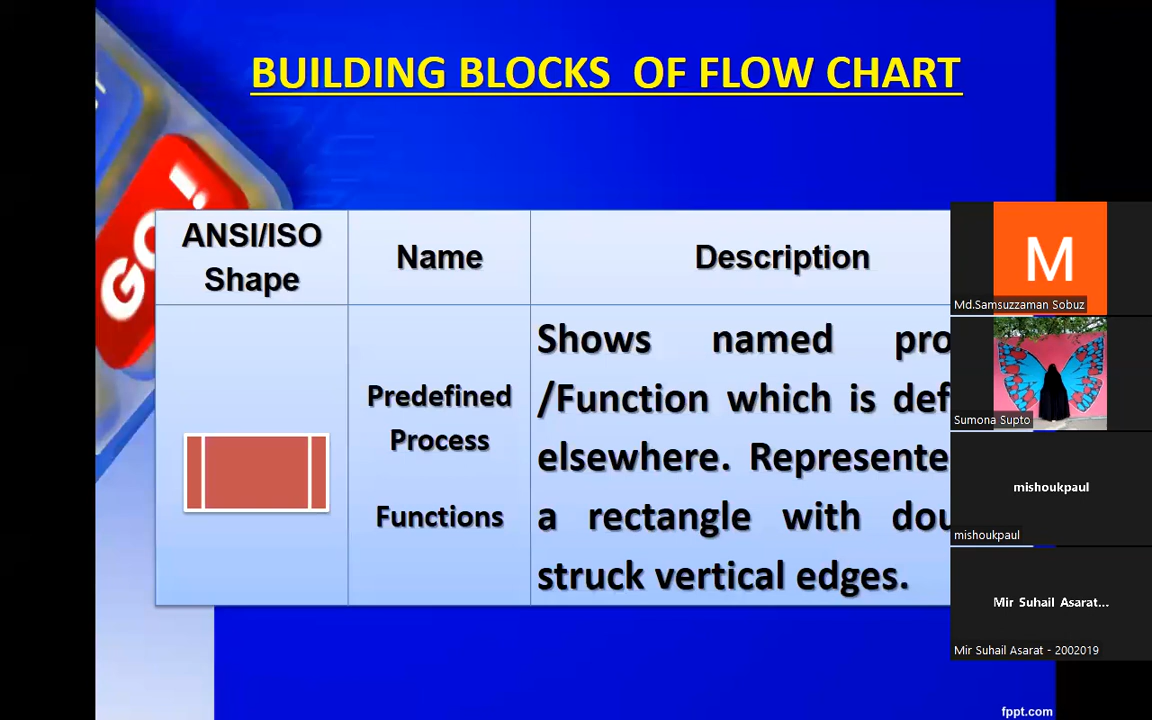 BUILDING BLOCKS OF FLOW CHART
GO!
ANSI/ISO
Shape
Name
Description
Predefined
Process
Functions
Shows named pro
/Function which is def
elsewhere. Represente
a rectangle with dou
struck vertical edges.
M
Md.Samsuzzaman Sobuz
Sumona Supto
mishoukpaul
mishoukpaul
Mir Suhail Asarat...
Mir Suhail Asarat - 2002019
fppt.com